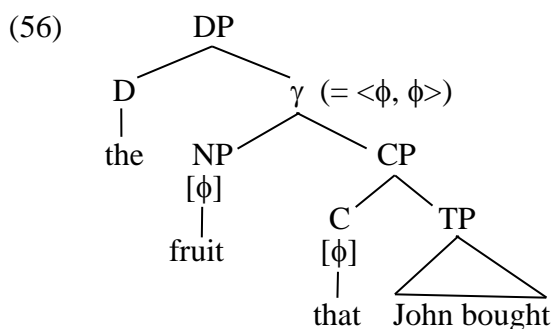 (56) DP
D γ (= <ϕ, ϕ>)
the NP CP
[ϕ]
C TP
fruit [ϕ]
that John bought